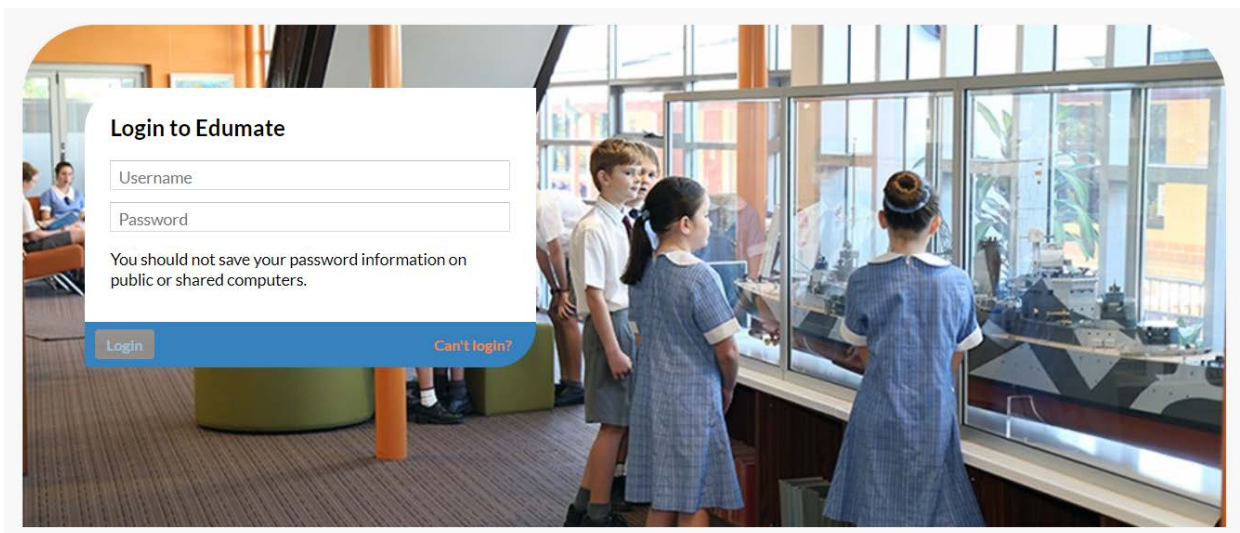 Login to Edumate
Username
Password
You should not save your password information on
public or shared computers.
Login
Can't login?